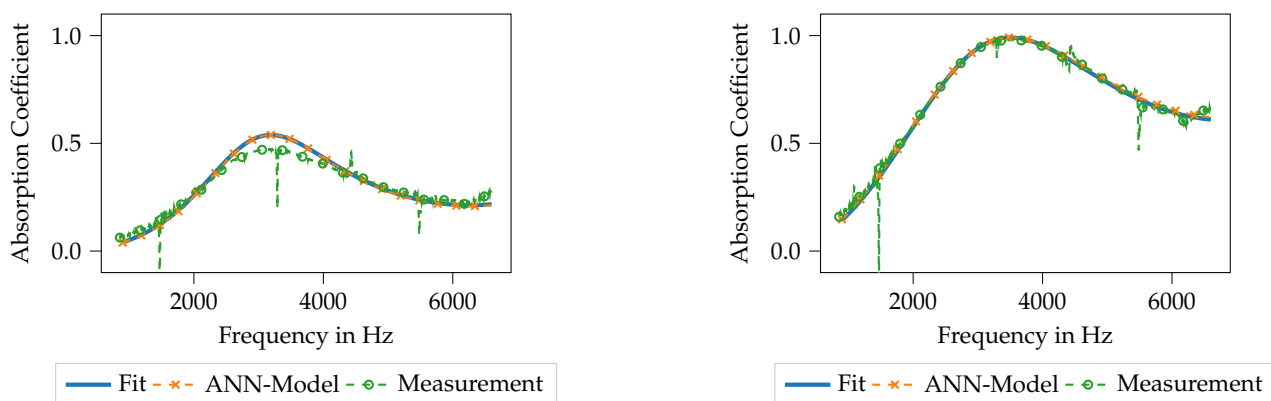 1.0
0.5
0.0
Absorption Coefficient
2000 4000 6000
Frequency in Hz
Fit ANN-Model Measurement
1.0
0.5
0.0
Absorption Coefficient
2000 4000 6000
Frequency in Hz
Fit ANN-Model Measurement